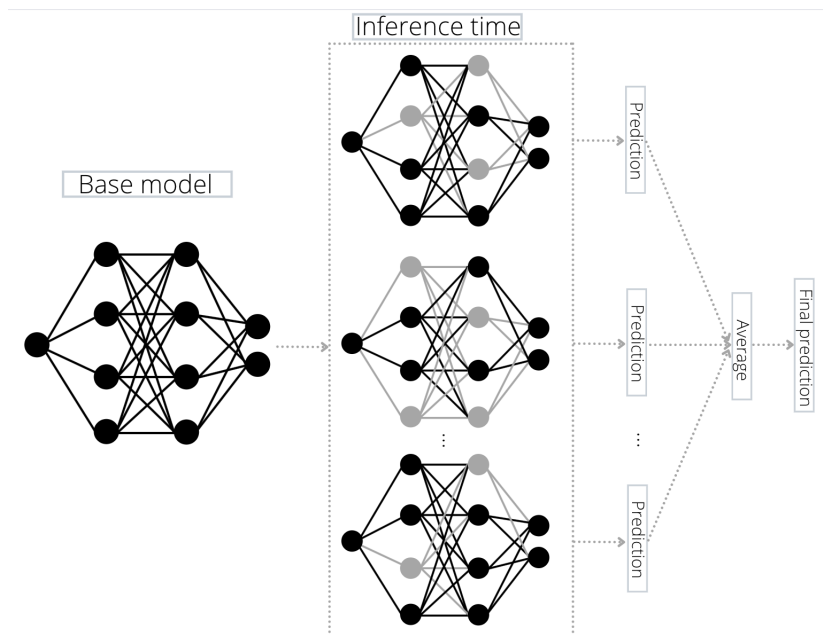 Inference time
Base model
Prediction
Prediction
Average
Final prediction
...
...
Prediction